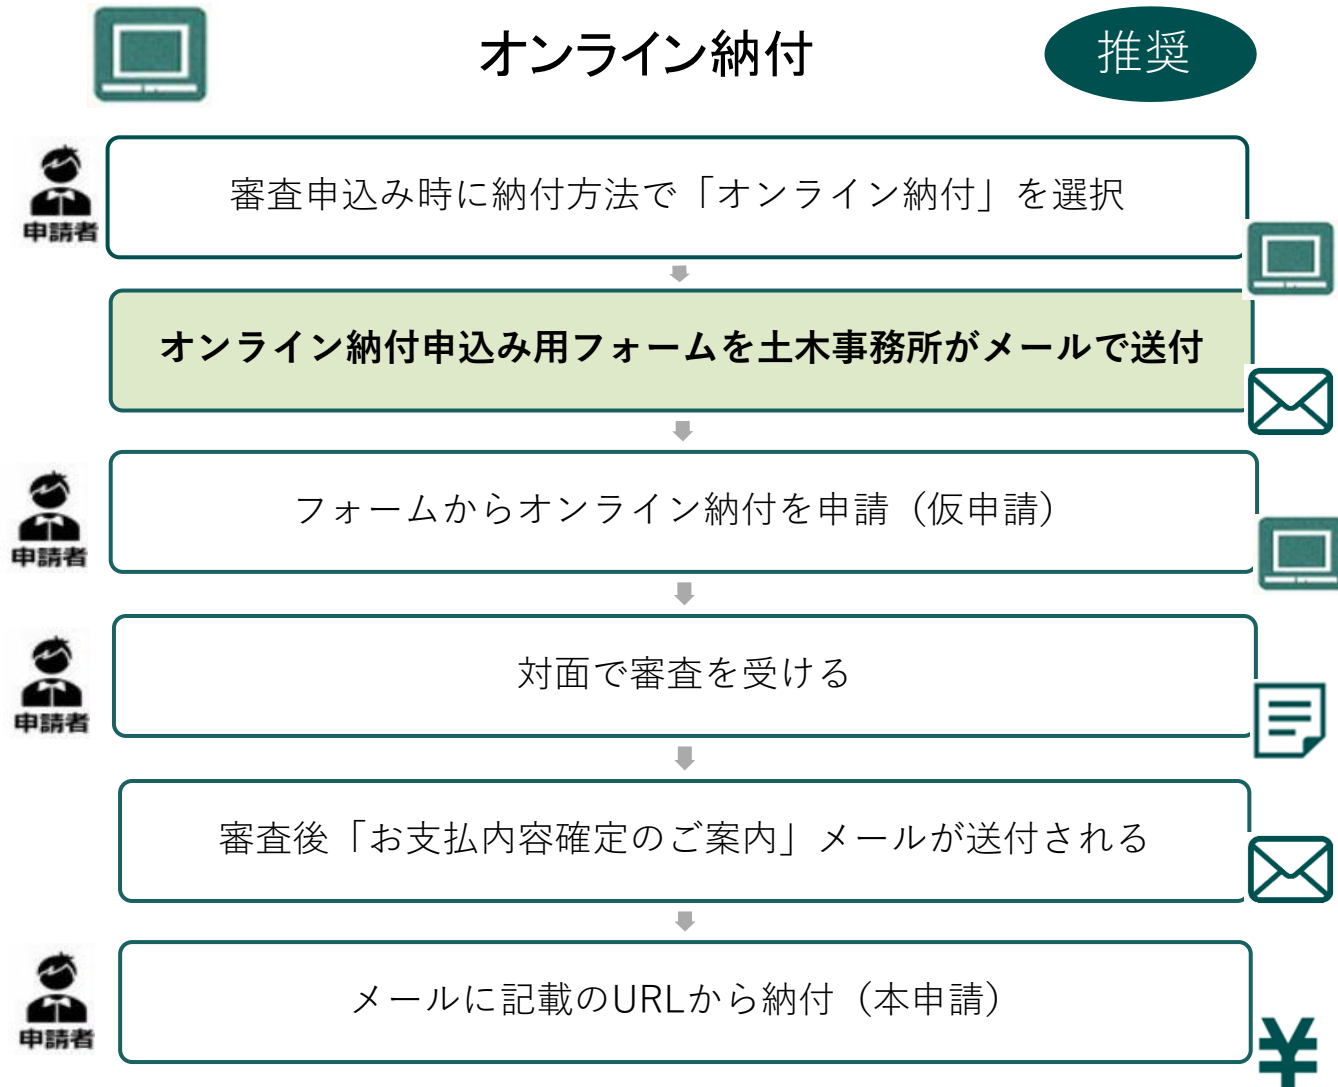 オンライン納付
推奨
申請者
審査申込み時に納付方法で「オンライン納付」を選択
オンライン納付申込み用フォームを土木事務所がメールで送付
申請者
フォームからオンライン納付を申請（仮申請）
申請者
対面で審査を受ける
審査後「お支払内容確定のご案内」メールが送付される
申請者
メールに記載のURLから納付（本申請）
¥